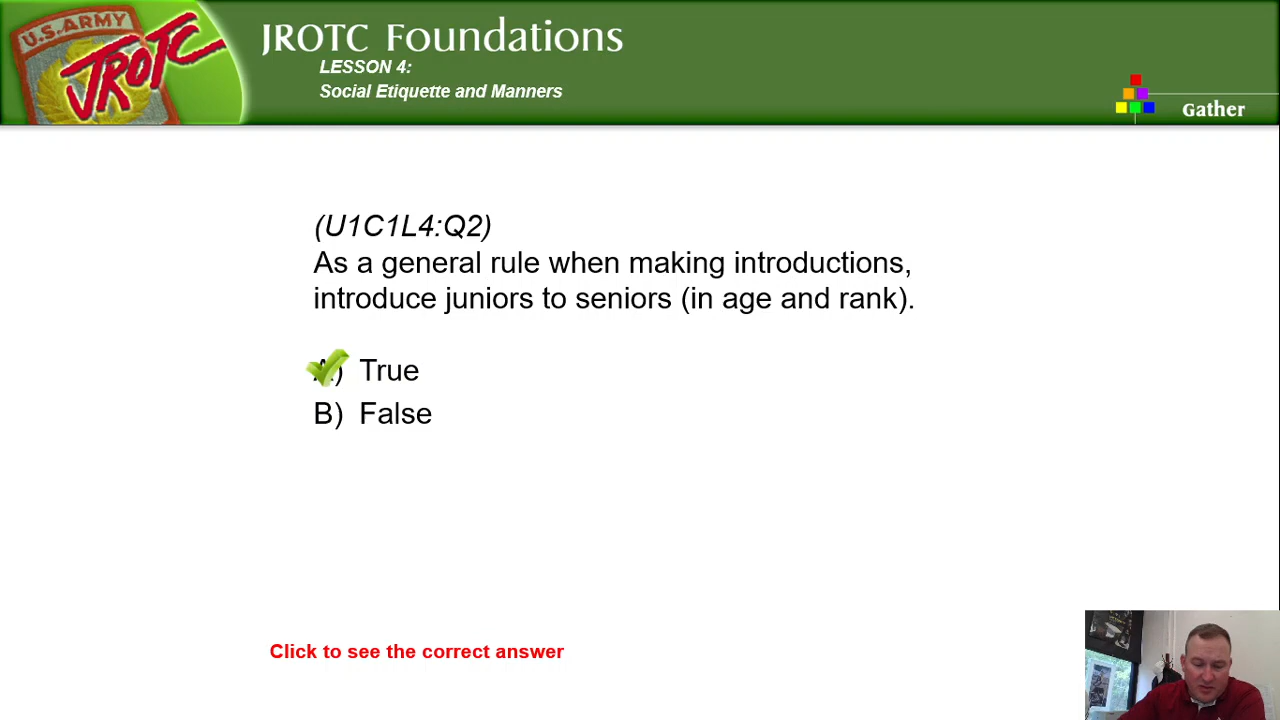 U.S. ARMY
JROTC
JROTC Foundations
LESSON 4:
Social Etiquette and Manners
Gather
(U1C1L4:Q2)
As a general rule when making introductions,
introduce juniors to seniors (in age and rank).
A) True
B) False
Click to see the correct answer